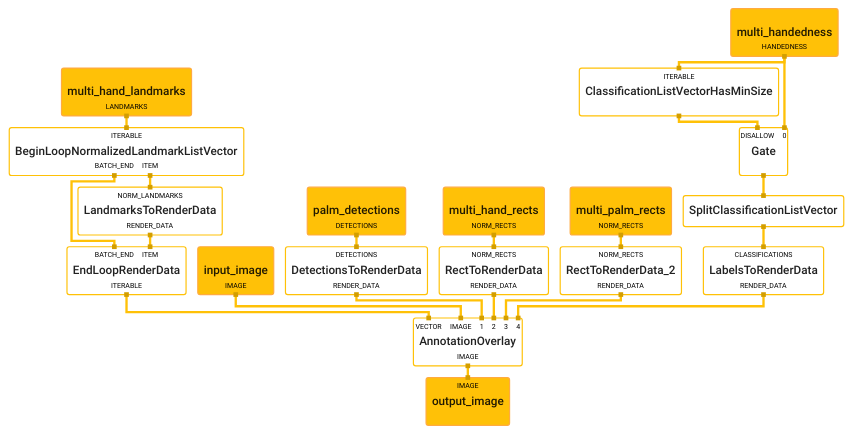 multi_handedness
HANDEDNESS
ITERABLE
ClassificationListVectorHasMinSize
multi_hand_landmarks
LANDMARKS
ITERABLE
BeginLoopNormalizedLandmarkListVector
BATCH_END ITEM
DISALLOW 0
Gate
NORM_LANDMARKS
LandmarksToRenderData
RENDER_DATA
palm_detections
DETECTIONS
multi_hand_rects
NORM_RECTS
multi_palm_rects
NORM_RECTS
SplitClassificationListVector
BATCH_END ITEM
EndLoopRenderData
ITERABLE
input_image
IMAGE
DETECTIONS
DetectionsToRenderData
RENDER_DATA
NORM_RECTS
RectToRenderData
RENDER_DATA
NORM_RECTS
RectToRenderData_2
RENDER_DATA
CLASSIFICATIONS
LabelsToRenderData
RENDER_DATA
VECTOR IMAGE 1 2 3 4
AnnotationOverlay
IMAGE
IMAGE
output_image